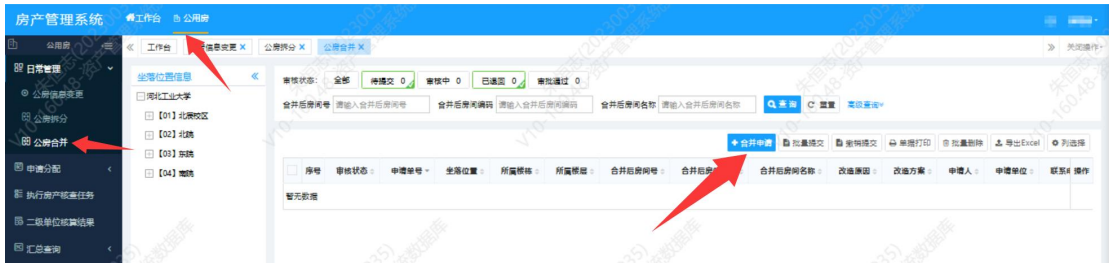 房产管理系统 工作台 公用房
公用房 工作台 房信息变更 × 公房拆分 × 公房合并 × 关闭操作
日常管理
公房信息变更
公房拆分
公房合并
申请分配
执行房产核查任务
二级单位核算结果
汇总查询
坐落位置信息
河北工业大学
【01】北辰校区
【02】北院
【03】东院
【04】南院
审核状态: 全部 待提交 0 审核中 0 已退回 0 审批通过 0
合并后房间号 请输入合并后房间号 合并后房间编码 请输入合并后房间编码 合并后房间名称 请输入合并后房间名称 查询 重置 高级查询
合并申请 批量提交 撤销提交 单据打印 批量删除 导出Excel 列选择
序号 审核状态 申请单号 坐落位置 所属楼栋 所属楼层 合并后房间号 合并后房 合并后房间名称 改造原因 改造方案 申请人 申请单位 联系 操作
暂无数据